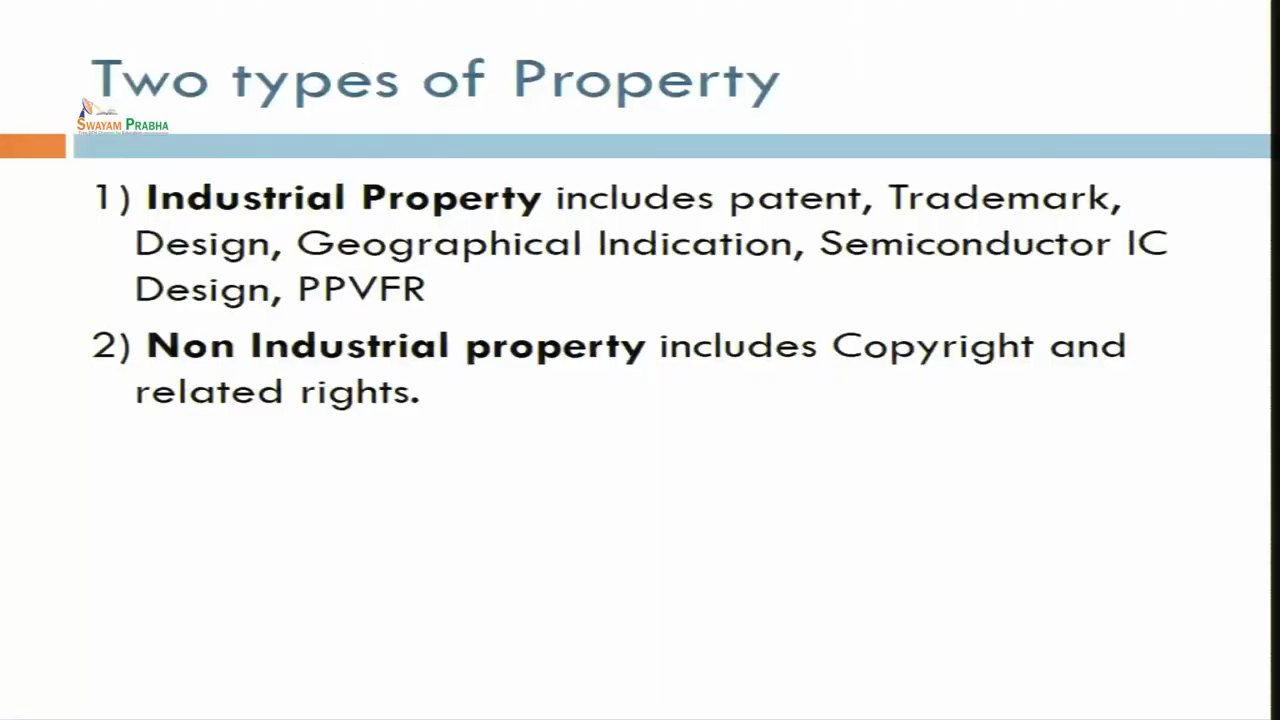 Two types of Property
SWAYAM PRABHA
1) Industrial Property includes patent, Trademark,
Design, Geographical Indication, Semiconductor IC
Design, PPVFR
2) Non Industrial property includes Copyright and
related rights.